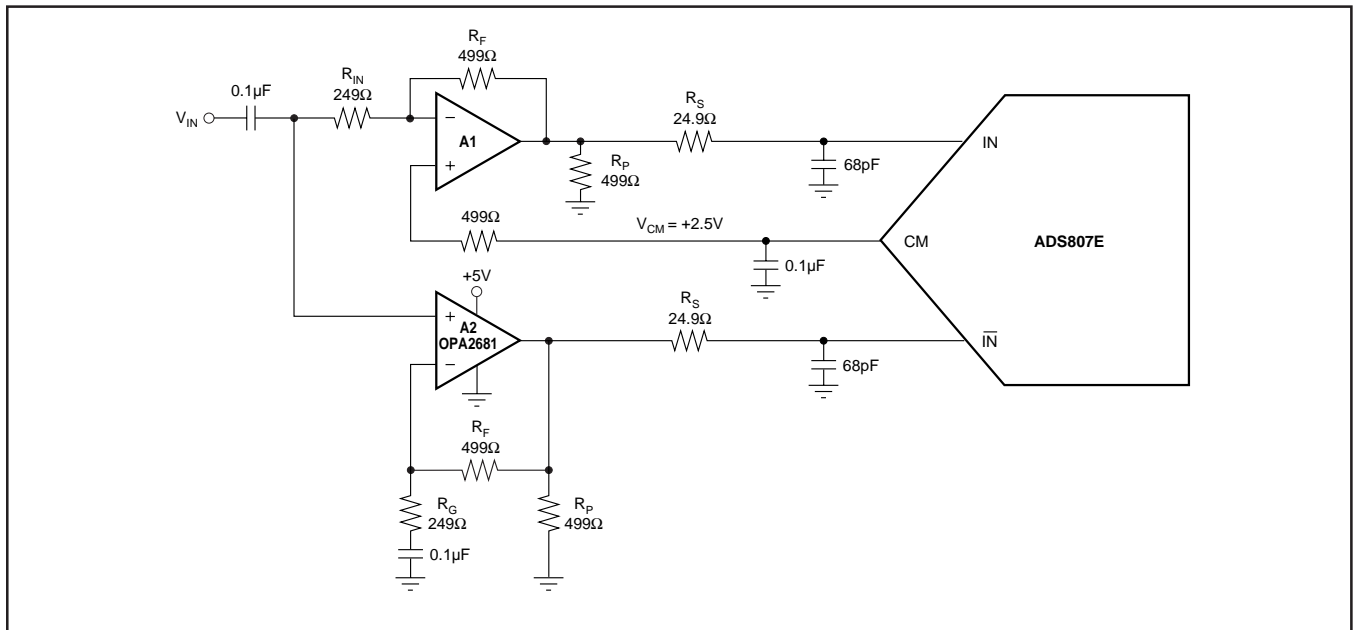 R_F
499Ω
R_IN
249Ω
0.1µF
V_IN
−
A1
+
R_S
24.9Ω
IN
68pF
R_P
499Ω
499Ω
V_CM = +2.5V
CM
ADS807E
0.1µF
+5V
+
A2
OPA2681
−
R_S
24.9Ω
I̅N̅
68pF
R_F
499Ω
R_G
249Ω
R_P
499Ω
0.1µF